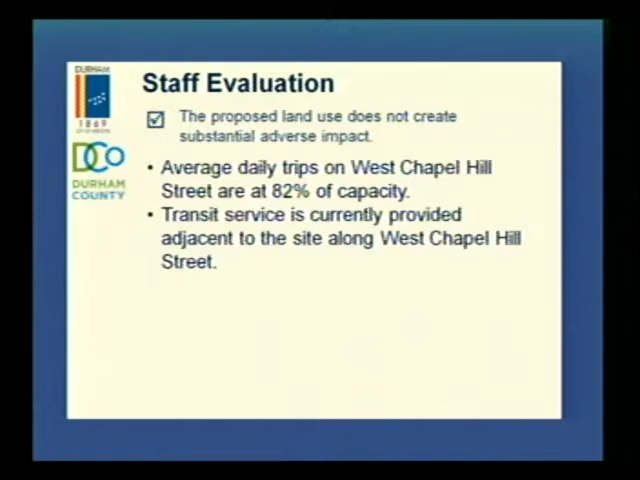 DURHAM
1869
DCo
DURHAM
COUNTY
Staff Evaluation
The proposed land use does not create
substantial adverse impact.
• Average daily trips on West Chapel Hill
Street are at 82% of capacity.
• Transit service is currently provided
adjacent to the site along West Chapel Hill
Street.